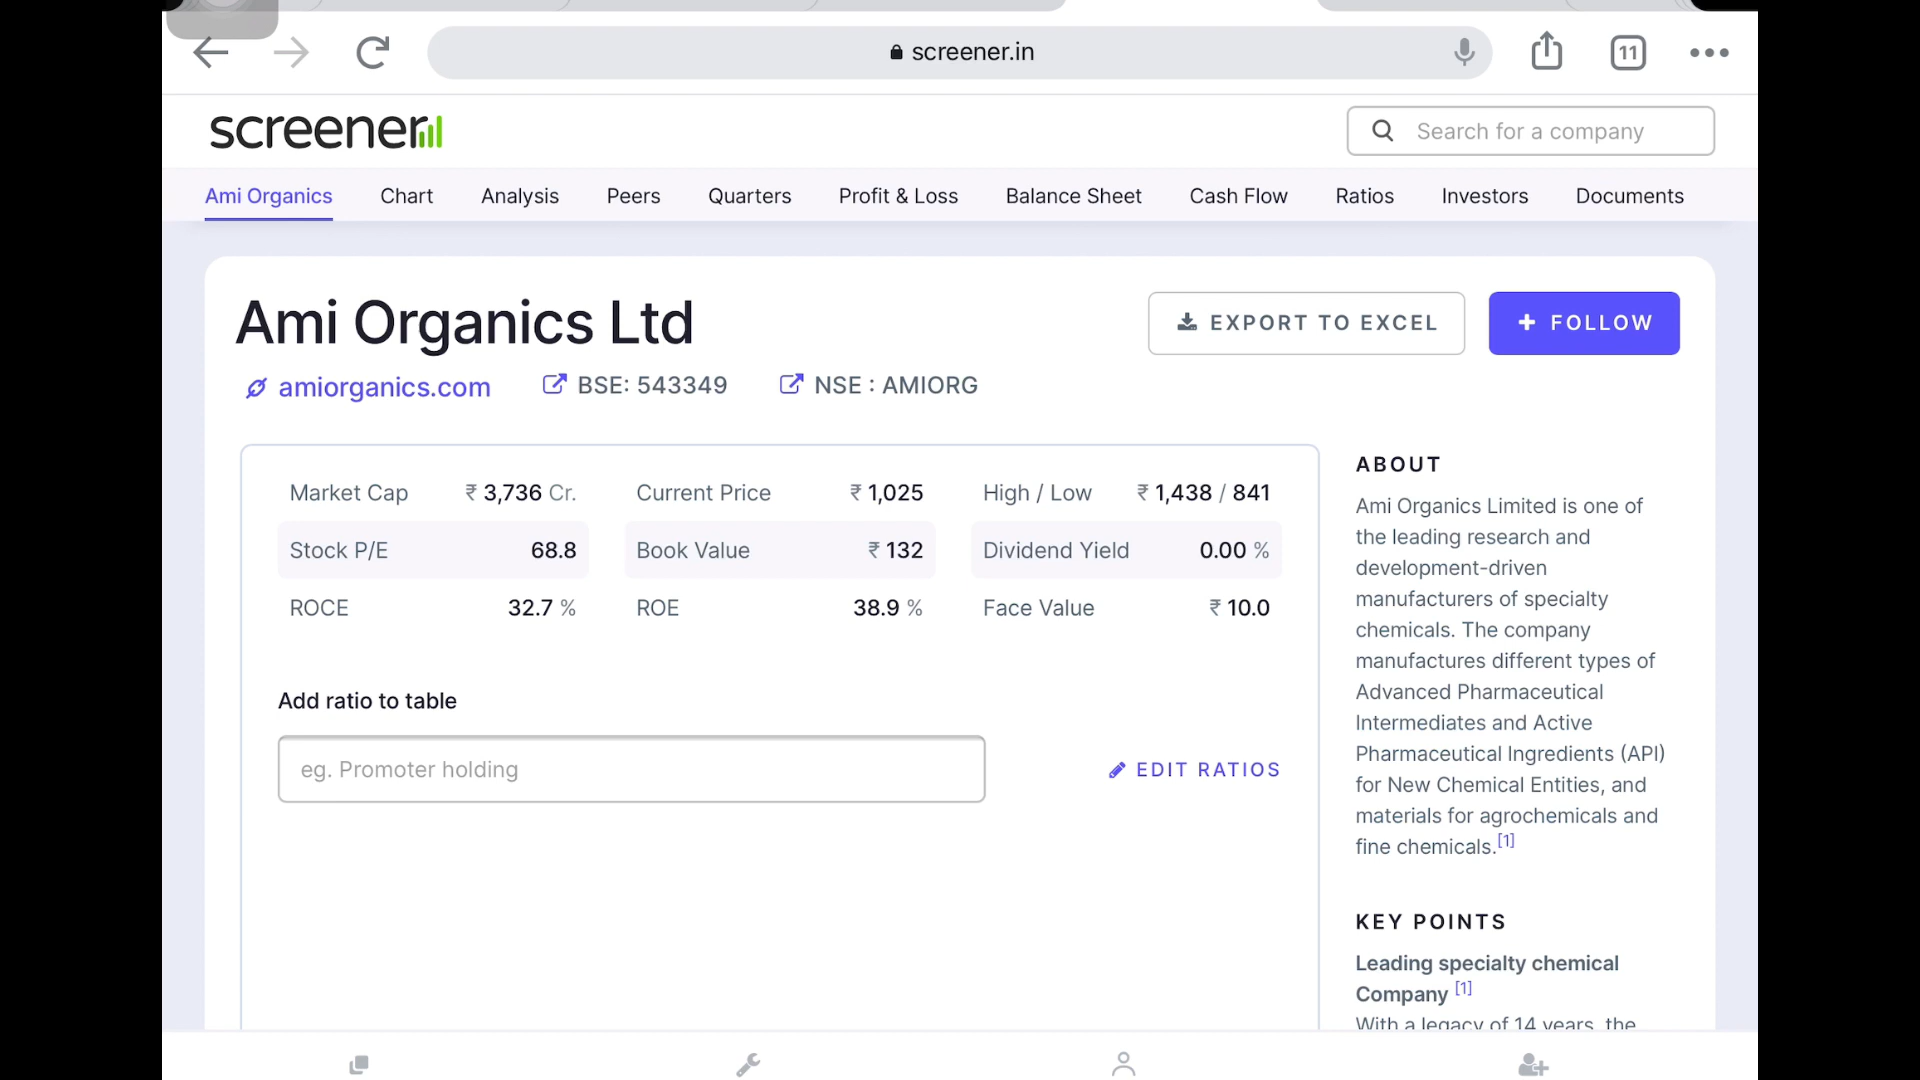 screener.in
11
screener
Search for a company
Ami Organics Chart Analysis Peers Quarters Profit & Loss Balance Sheet Cash Flow Ratios Investors Documents
Ami Organics Ltd
EXPORT TO EXCEL
+ FOLLOW
amiorganics.com BSE: 543349 NSE : AMIORG
Market Cap ₹ 3,736 Cr. Current Price ₹ 1,025 High / Low ₹ 1,438 / 841
Stock P/E 68.8 Book Value ₹ 132 Dividend Yield 0.00 %
ROCE 32.7 % ROE 38.9 % Face Value ₹ 10.0
Add ratio to table
eg. Promoter holding
EDIT RATIOS
ABOUT
Ami Organics Limited is one of
the leading research and
development-driven
manufacturers of specialty
chemicals. The company
manufactures different types of
Advanced Pharmaceutical
Intermediates and Active
Pharmaceutical Ingredients (API)
for New Chemical Entities, and
materials for agrochemicals and
fine chemicals.[1]
KEY POINTS
Leading specialty chemical
Company [1]
With a legacy of 14 years, the